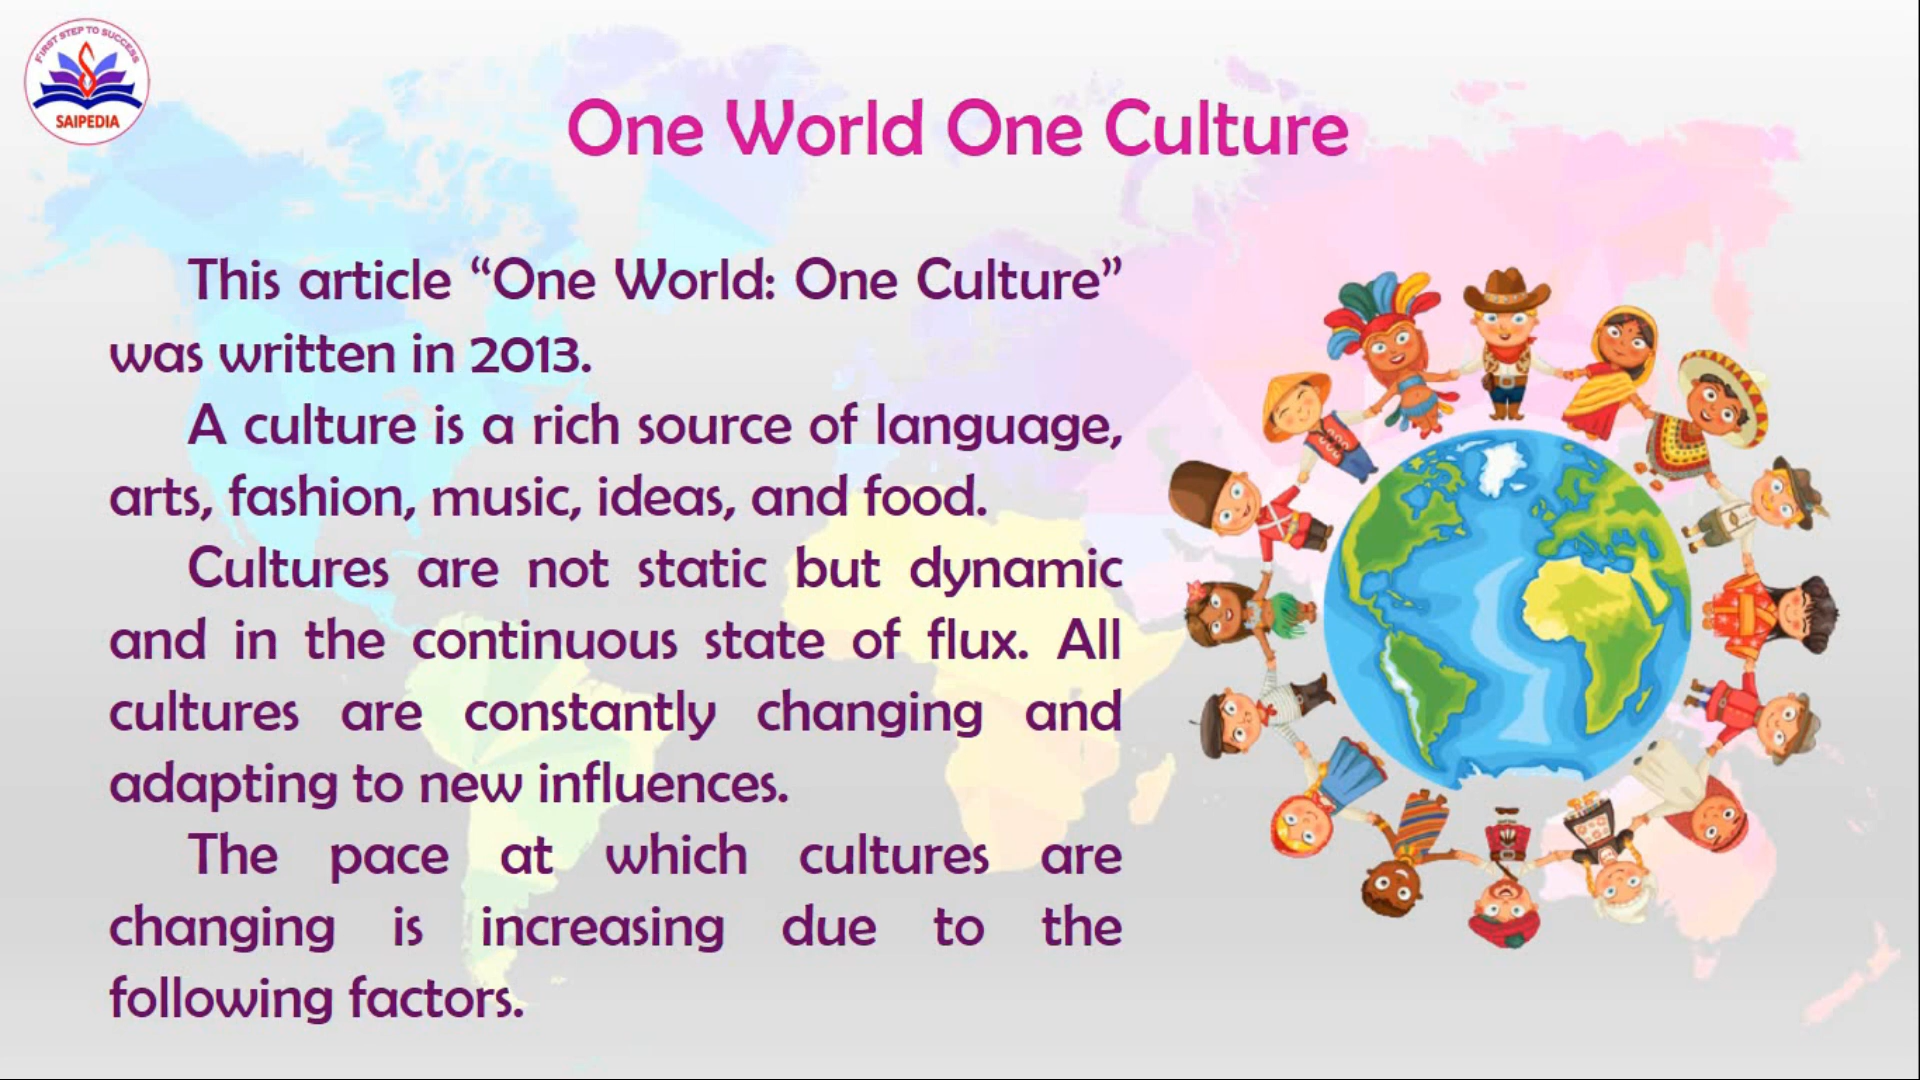 FIRST STEP TO SUCCESS
SAIPEDIA
One World One Culture
This article “One World: One Culture”
was written in 2013.
A culture is a rich source of language,
arts, fashion, music, ideas, and food.
Cultures are not static but dynamic
and in the continuous state of flux. All
cultures are constantly changing and
adapting to new influences.
The pace at which cultures are
changing is increasing due to the
following factors.